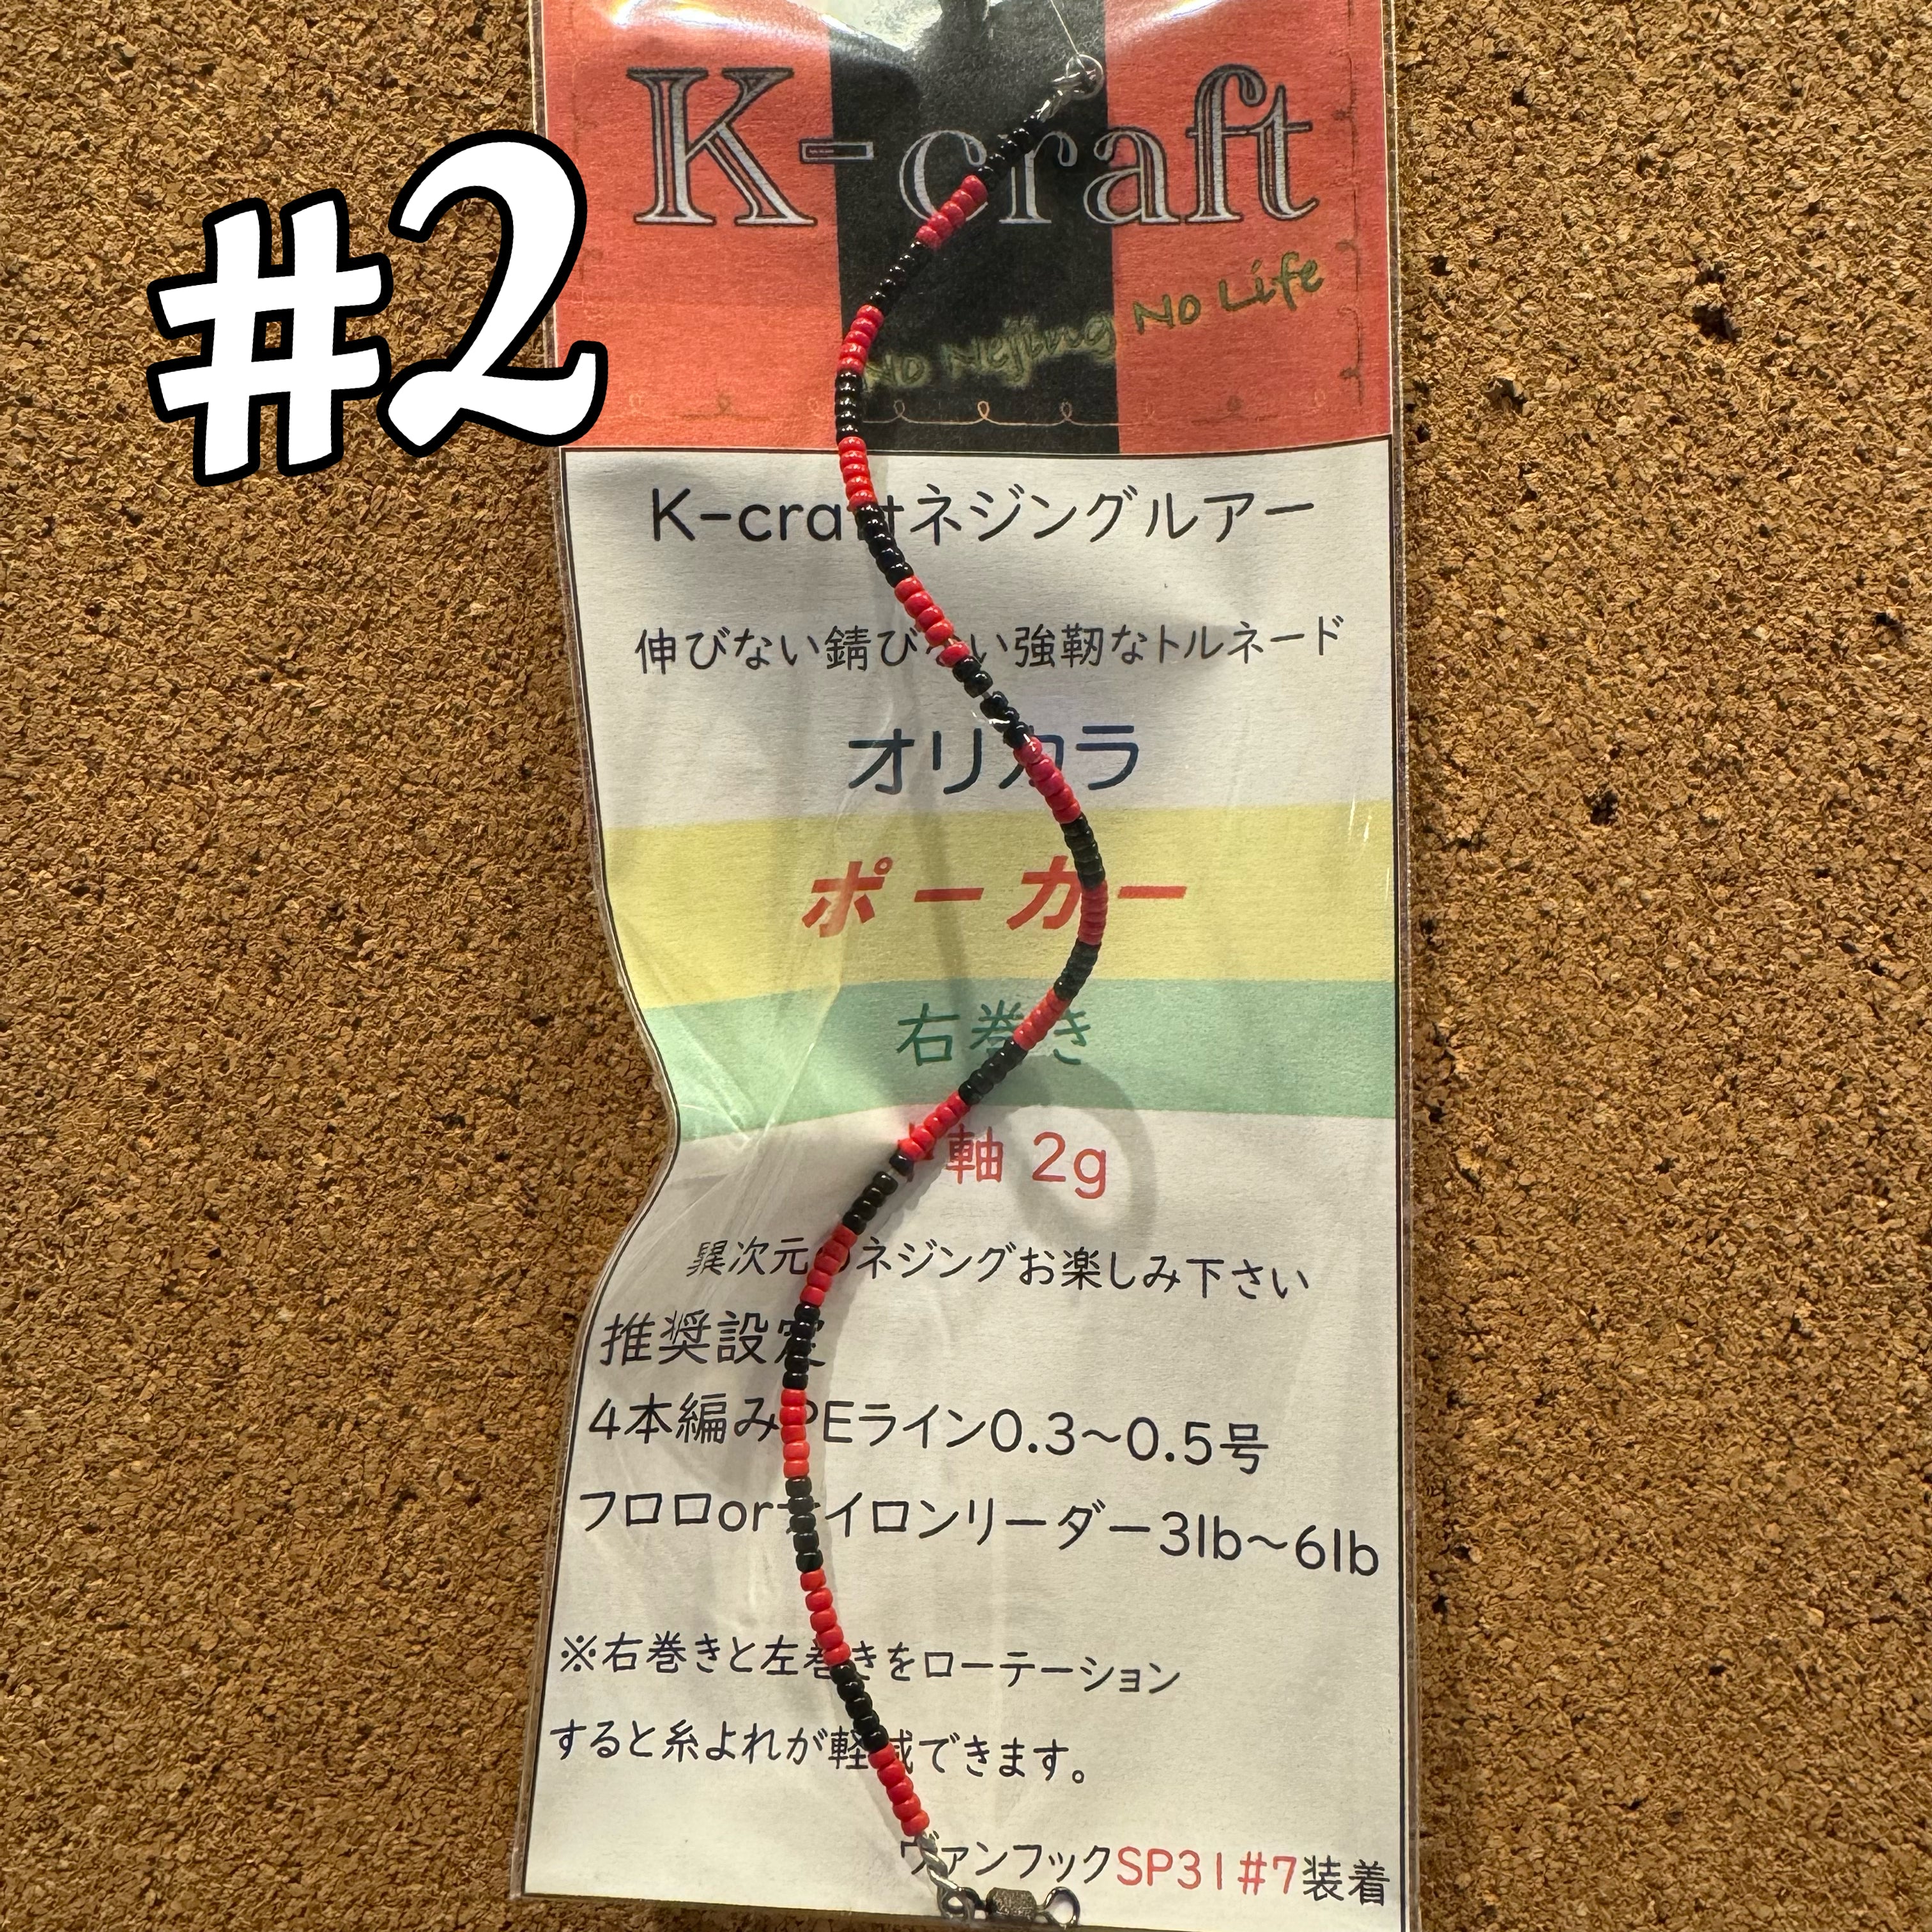 #2
K-craft
No Nejing No Life
K-craftネジングルアー
伸びない錆びない強靭なトルネード
オリカラ
ポーカー
右巻き
軸 2g
異次元のネジングお楽しみ下さい
推奨設定
4本編みPEライン0.3〜0.5号
フロロorナイロンリーダー3lb〜6lb
※右巻きと左巻きをローテーション
すると糸よれが軽減できます。
ヴァンフックSP31#7装着